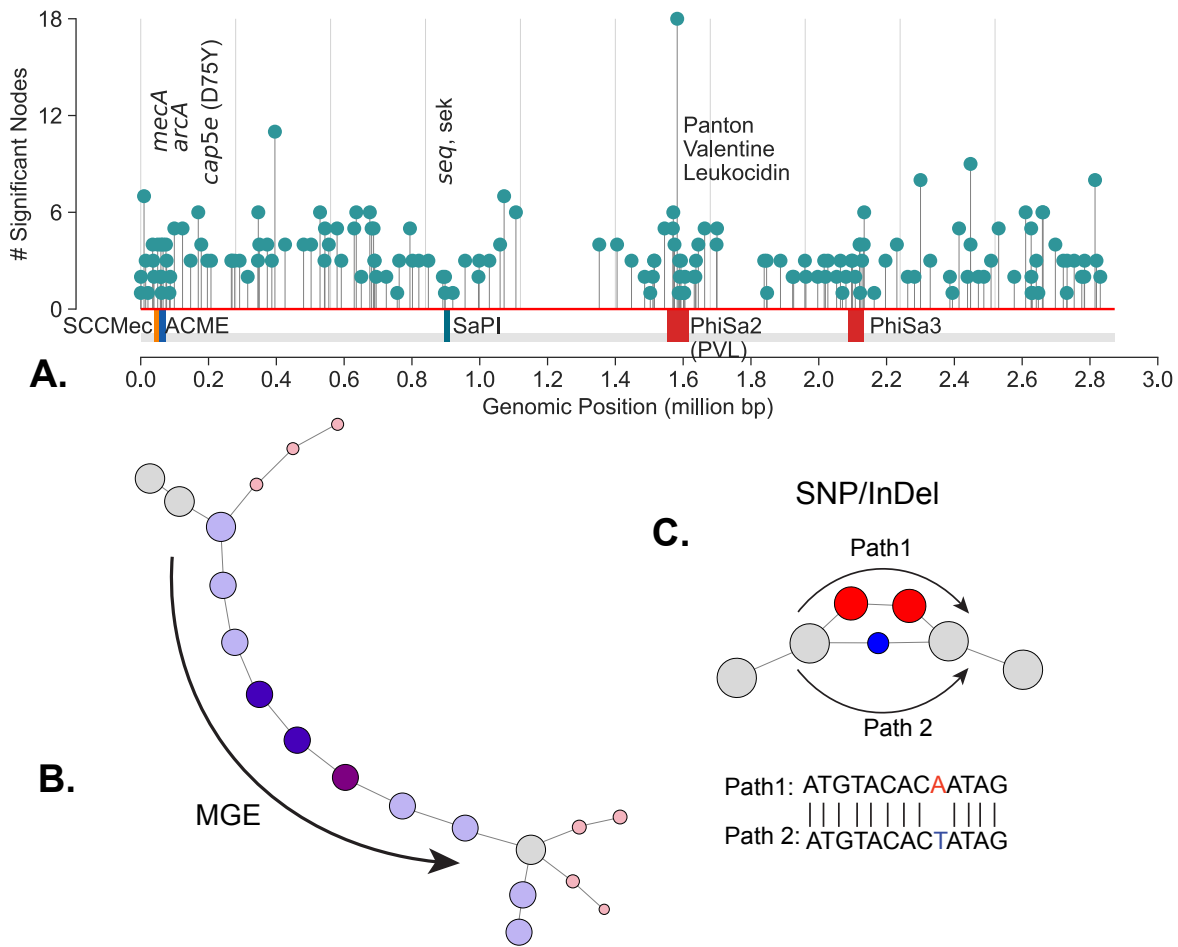 18
12
6
0
# Significant Nodes
mecA
arcA
cap5e (D75Y)
seq, sek
Panton
Valentine
Leukocidin
SCCMec
ACME
SaPI
PhiSa2
(PVL)
PhiSa3
A.
0.0 0.2 0.4 0.6 0.8 1.0 1.2 1.4 1.6 1.8 2.0 2.2 2.4 2.6 2.8 3.0
Genomic Position (million bp)
B.
MGE
C.
SNP/InDel
Path1
Path 2
Path1: ATGTACACAATAG
Path 2: ATGTACACTATAG